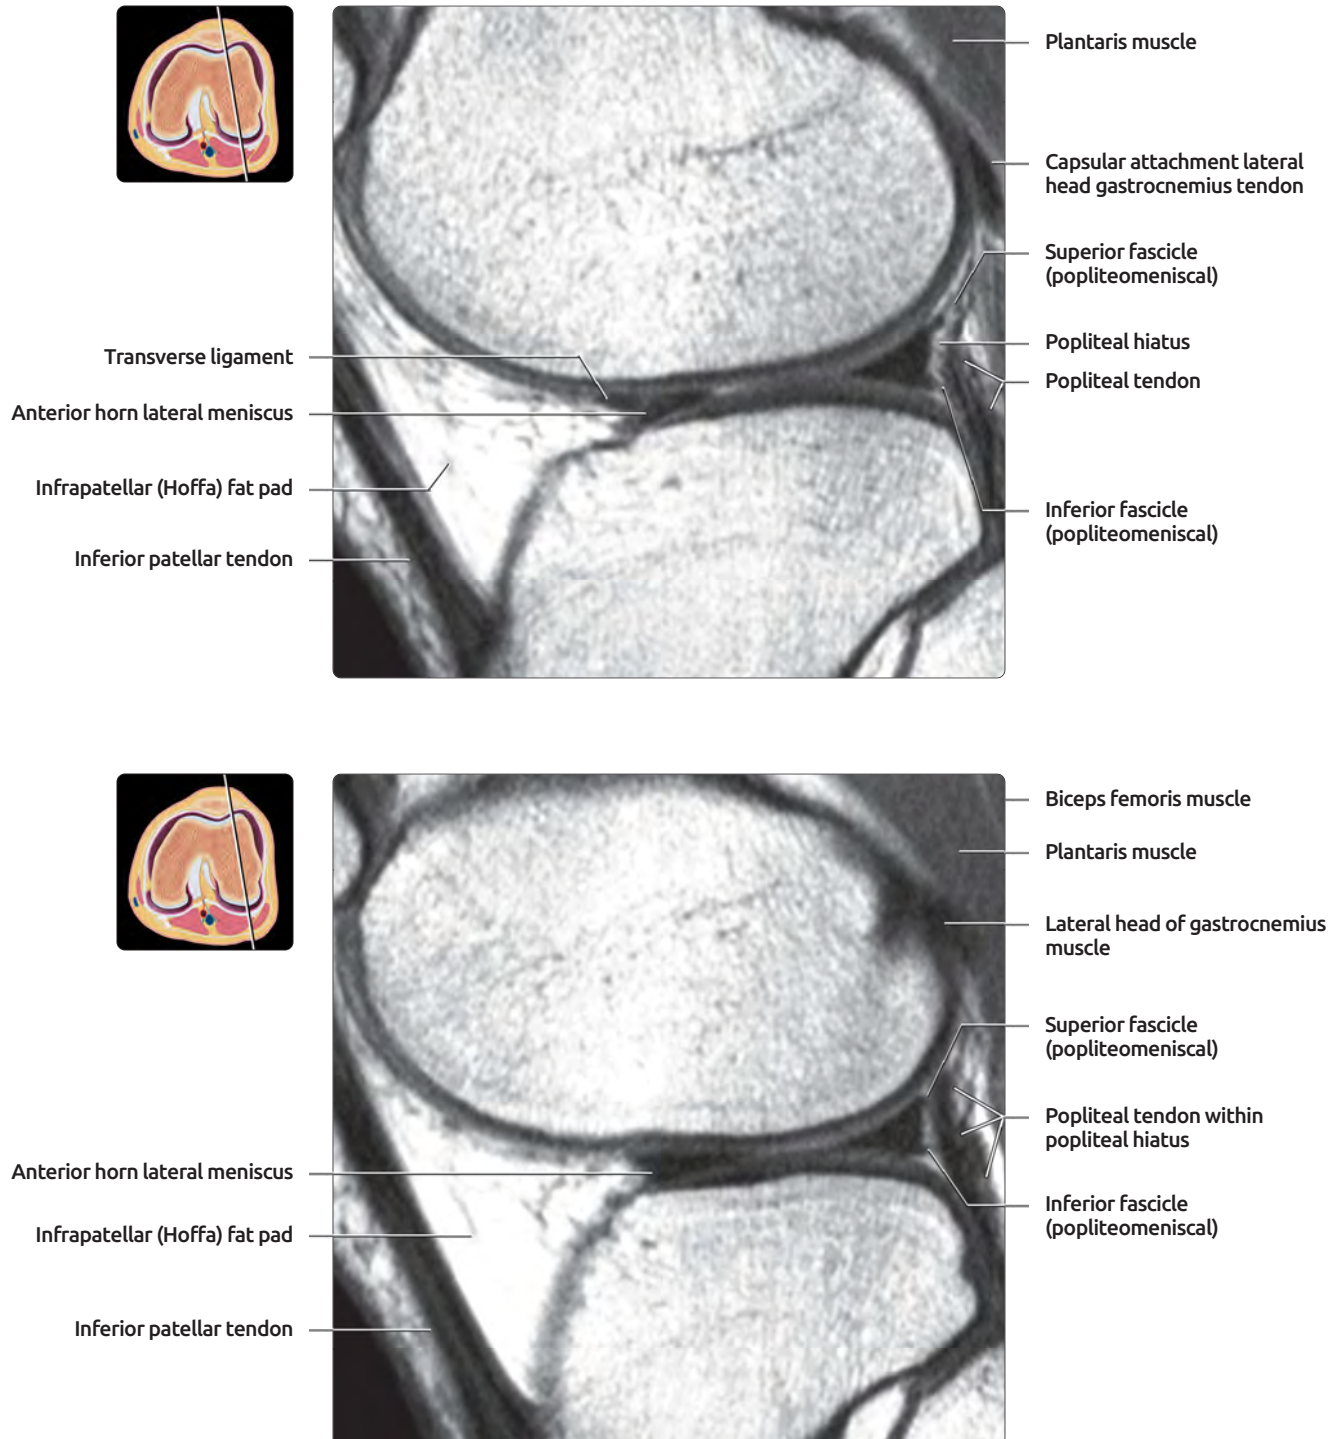 Plantaris muscle
Capsular attachment lateral
head gastrocnemius tendon
Superior fascicle
(popliteomeniscal)
Popliteal hiatus
Popliteal tendon
Inferior fascicle
(popliteomeniscal)
Transverse ligament
Anterior horn lateral meniscus
Infrapatellar (Hoffa) fat pad
Inferior patellar tendon
Biceps femoris muscle
Plantaris muscle
Lateral head of gastrocnemius
muscle
Superior fascicle
(popliteomeniscal)
Popliteal tendon within
popliteal hiatus
Inferior fascicle
(popliteomeniscal)
Anterior horn lateral meniscus
Infrapatellar (Hoffa) fat pad
Inferior patellar tendon